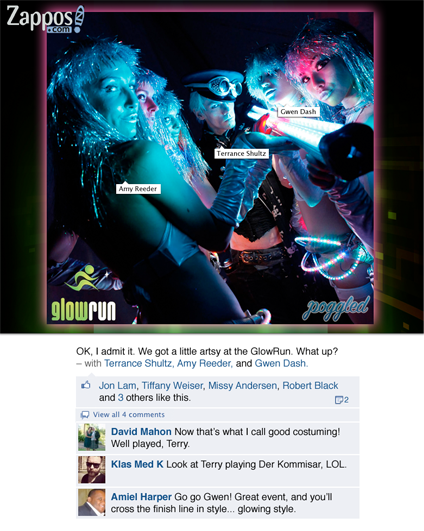 Zappos!
.com
Gwen Dash
Terrance Shultz
Amy Reeder
glowrun
poggled
OK, I admit it. We got a little artsy at the GlowRun. What up?
– with Terrance Shultz, Amy Reeder, and Gwen Dash.
Jon Lam, Tiffany Weiser, Missy Andersen, Robert Black
and 3 others like this.
2
View all 4 comments
David Mahon Now that's what I call good costuming!
Well played, Terry.
Klas Med K Look at Terry playing Der Kommisar, LOL.
Amiel Harper Go go Gwen! Great event, and you'll
cross the finish line in style... glowing style.